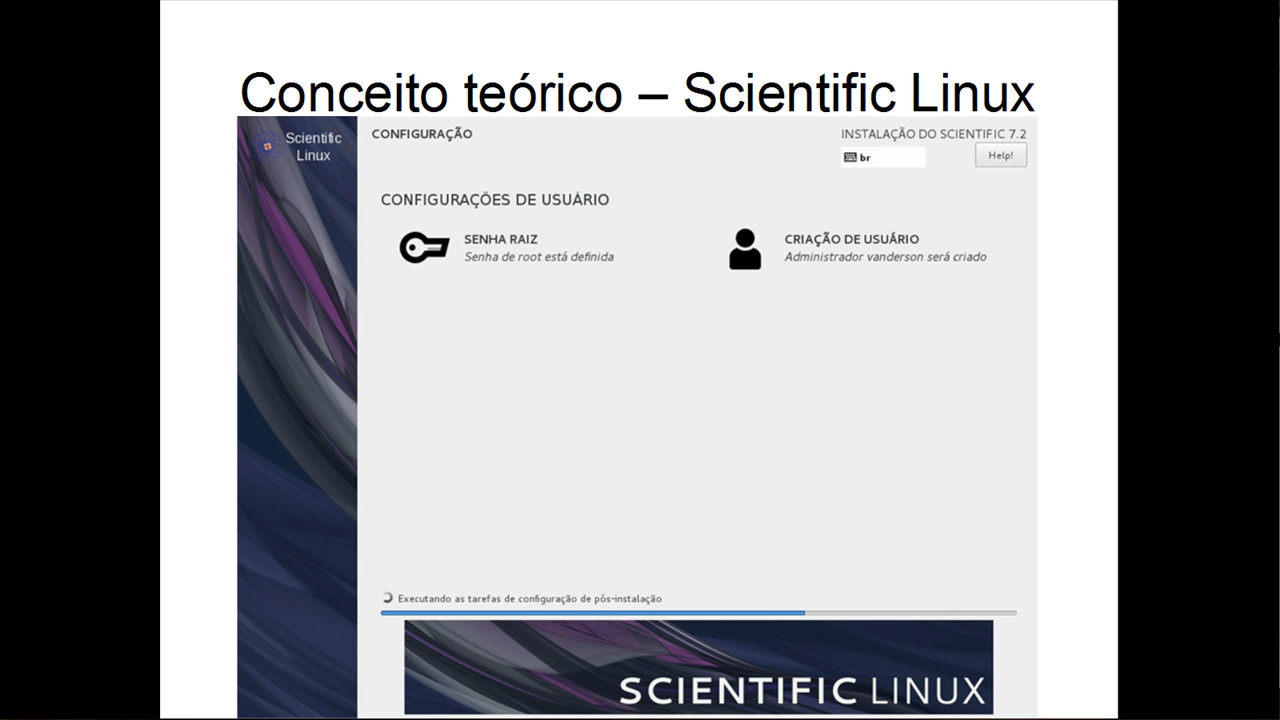 Conceito teórico – Scientific Linux
Scientific
Linux
CONFIGURAÇÃO
INSTALAÇÃO DO SCIENTIFIC 7.2
br
Help!
CONFIGURAÇÕES DE USUÁRIO
SENHA RAIZ
Senha de root está definida
CRIAÇÃO DE USUÁRIO
Administrador vanderson será criado
Executando as tarefas de configuração de pós-instalação
SCIENTIFIC LINUX